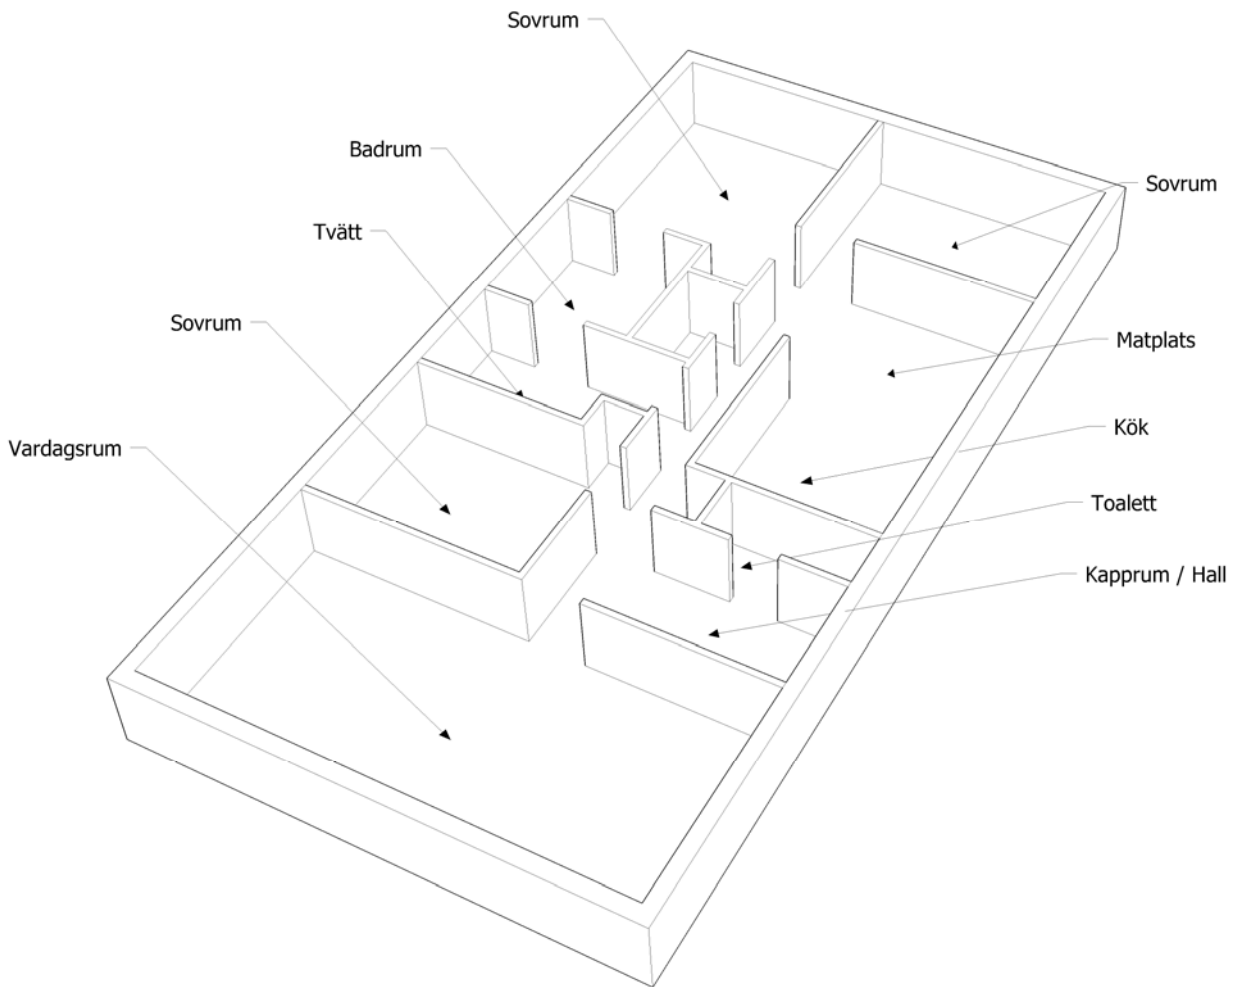 Sovrum
Badrum
Sovrum
Tvätt
Sovrum
Matplats
Kök
Vardagsrum
Toalett
Kapprum / Hall